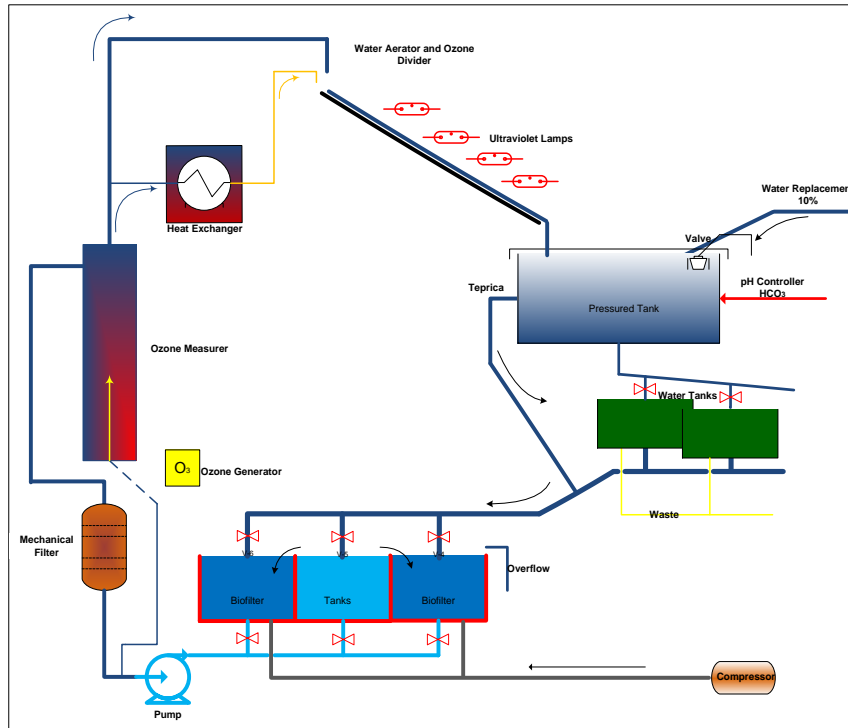 Water Aerator and Ozone
Divider
Ultraviolet Lamps
Water Replacemen
10%
Heat Exchanger
Valve
Teprica
pH Controller
HCO3
Pressured Tank
Ozone Measurer
Water Tanks
O3
Ozone Generator
Mechanical
Filter
Waste
Overflow
Biofilter
Tanks
Biofilter
Compressor
Pump